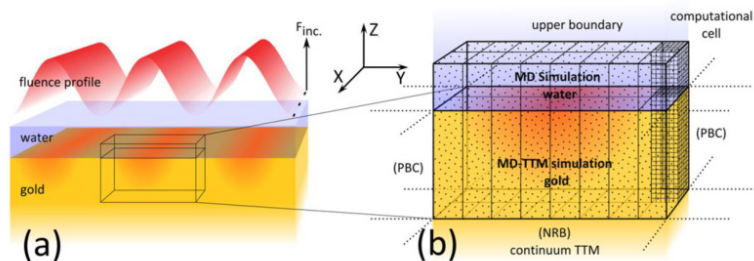 F inc.
fluence profile
water
gold
(a)
Z
X
Y
upper boundary
computational
cell
MD Simulation
water
(PBC)
(PBC)
MD-TTM simulation
gold
(NRB)
continuum TTM
(b)